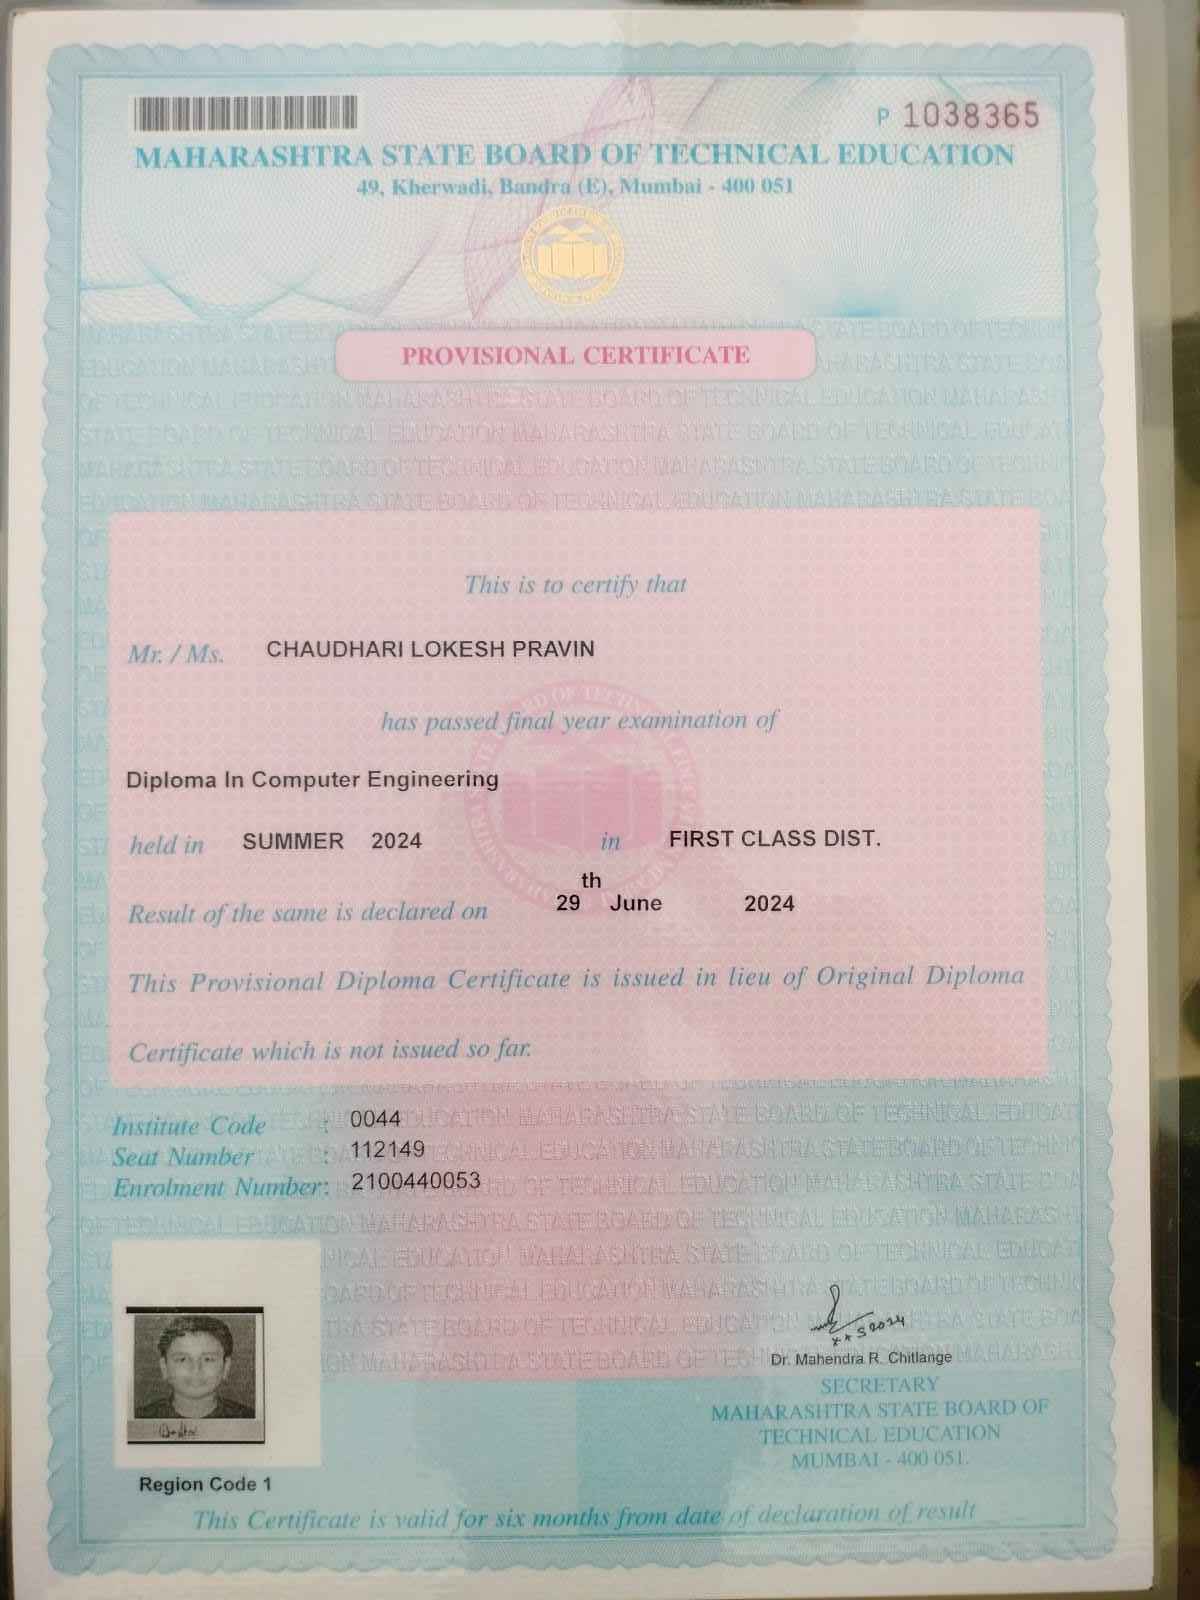 P 1038365
MAHARASHTRA STATE BOARD OF TECHNICAL EDUCATION
49, Kherwadi, Bandra (E), Mumbai - 400 051
PROVISIONAL CERTIFICATE
This is to certify that
Mr. / Ms. CHAUDHARI LOKESH PRAVIN
has passed final year examination of
Diploma In Computer Engineering
held in SUMMER 2024 in FIRST CLASS DIST.
Result of the same is declared on 29th June 2024
This Provisional Diploma Certificate is issued in lieu of Original Diploma
Certificate which is not issued so far.
Institute Code : 0044
Seat Number : 112149
Enrolment Number: 2100440053
Dr. Mahendra R. Chitlange
SECRETARY
MAHARASHTRA STATE BOARD OF
TECHNICAL EDUCATION
MUMBAI - 400 051.
Region Code 1
This Certificate is valid for six months from date of declaration of result